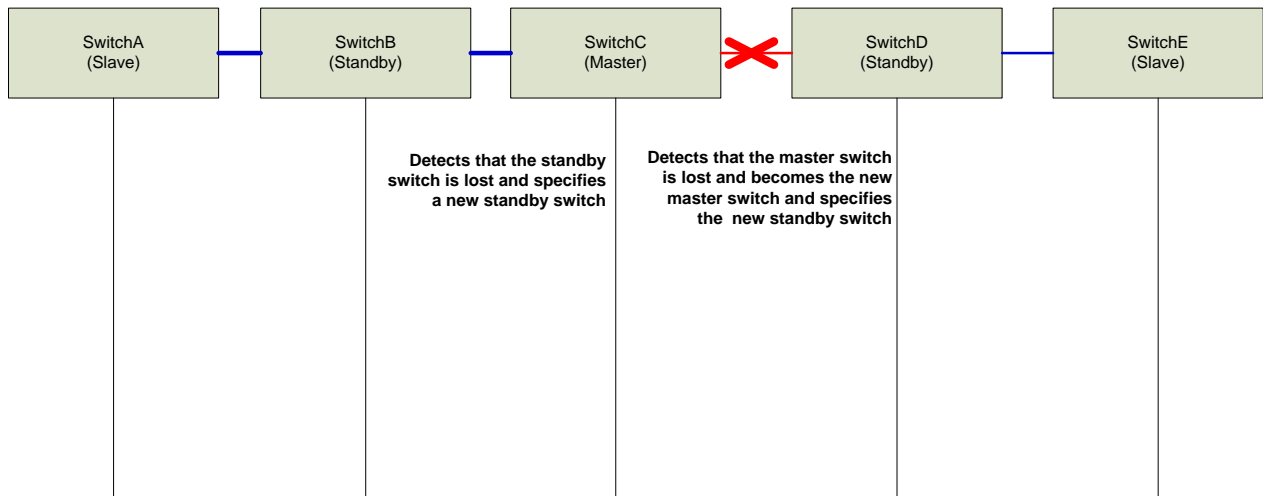 SwitchA
(Slave)
SwitchB
(Standby)
SwitchC
(Master)
SwitchD
(Standby)
SwitchE
(Slave)
Detects that the standby
switch is lost and specifies
a new standby switch
Detects that the master switch
is lost and becomes the new
master switch and specifies
the new standby switch